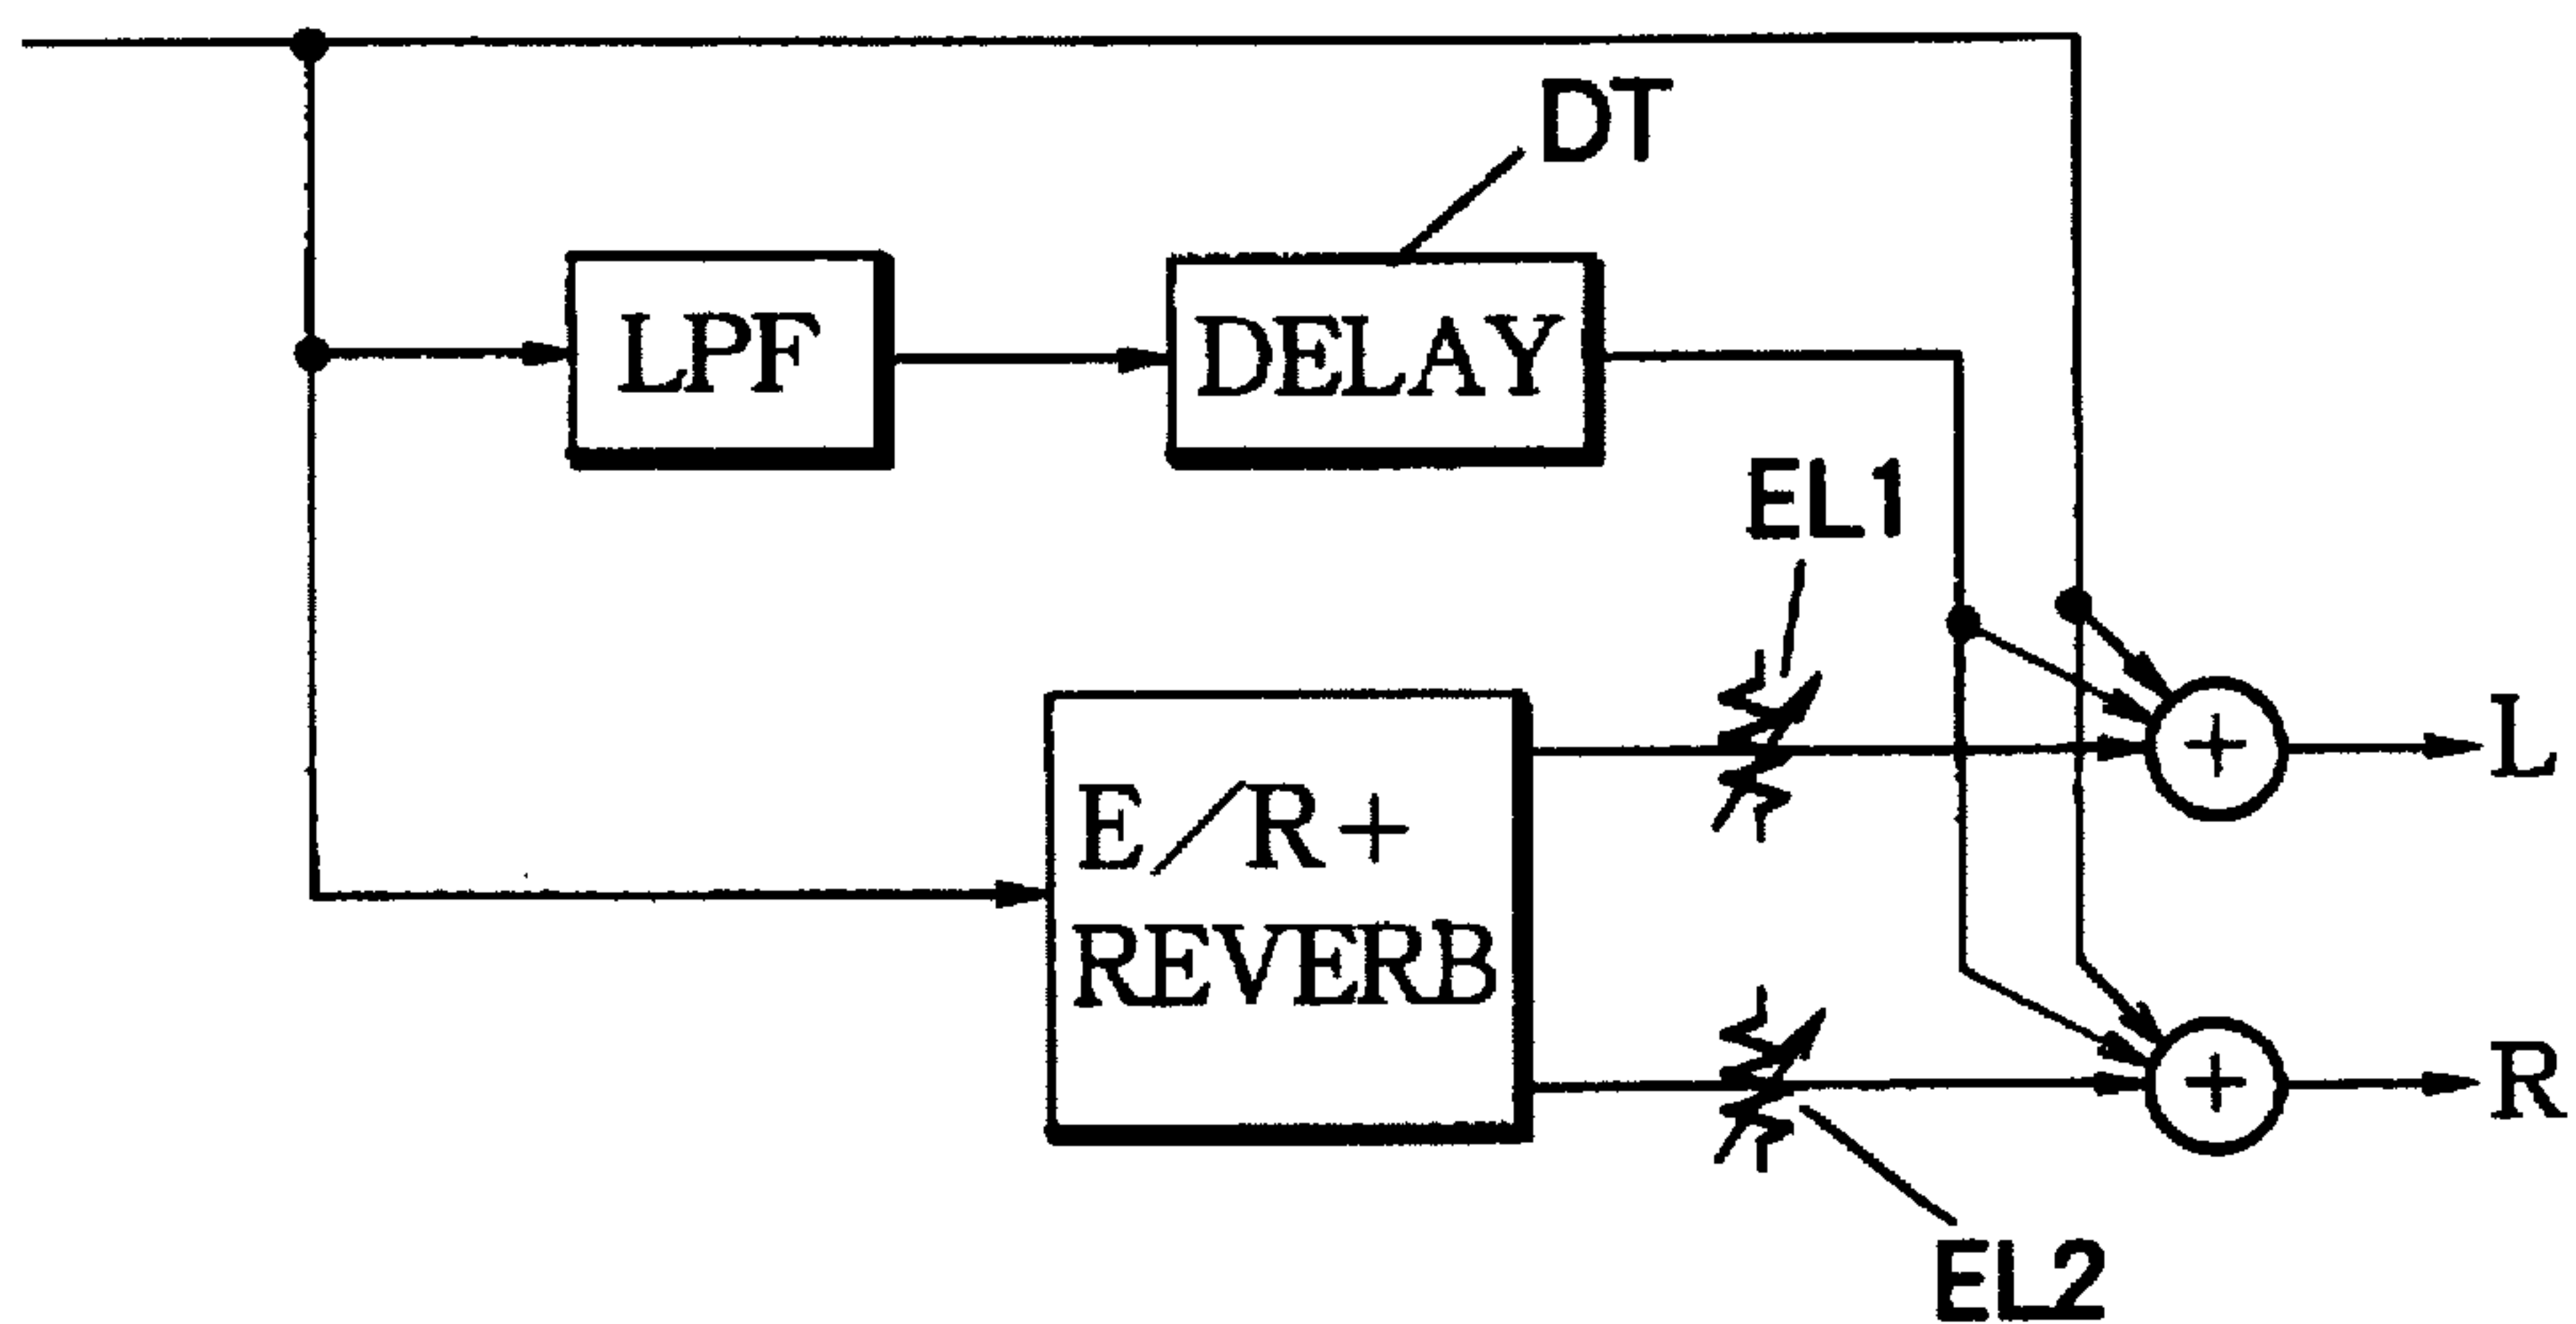 DT
LPF
DELAY
EL1
E/R+
REVERB
+
L
+
R
EL2